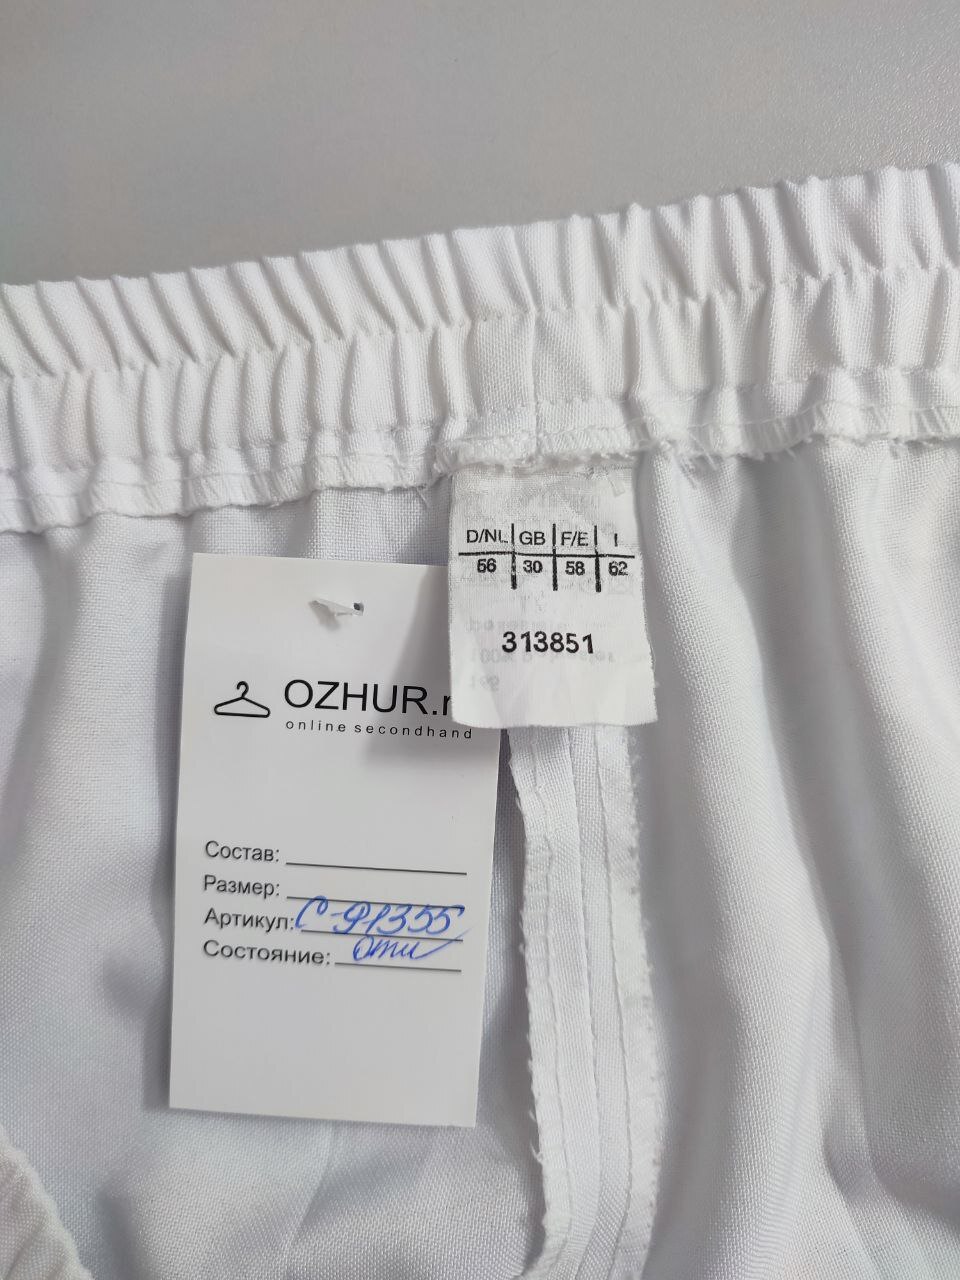 D/NL GB F/E I
56 30 58 62
313851
OZHUR.r
online secondhand
Состав:
Размер:
Артикул: С-91355
Состояние: отл